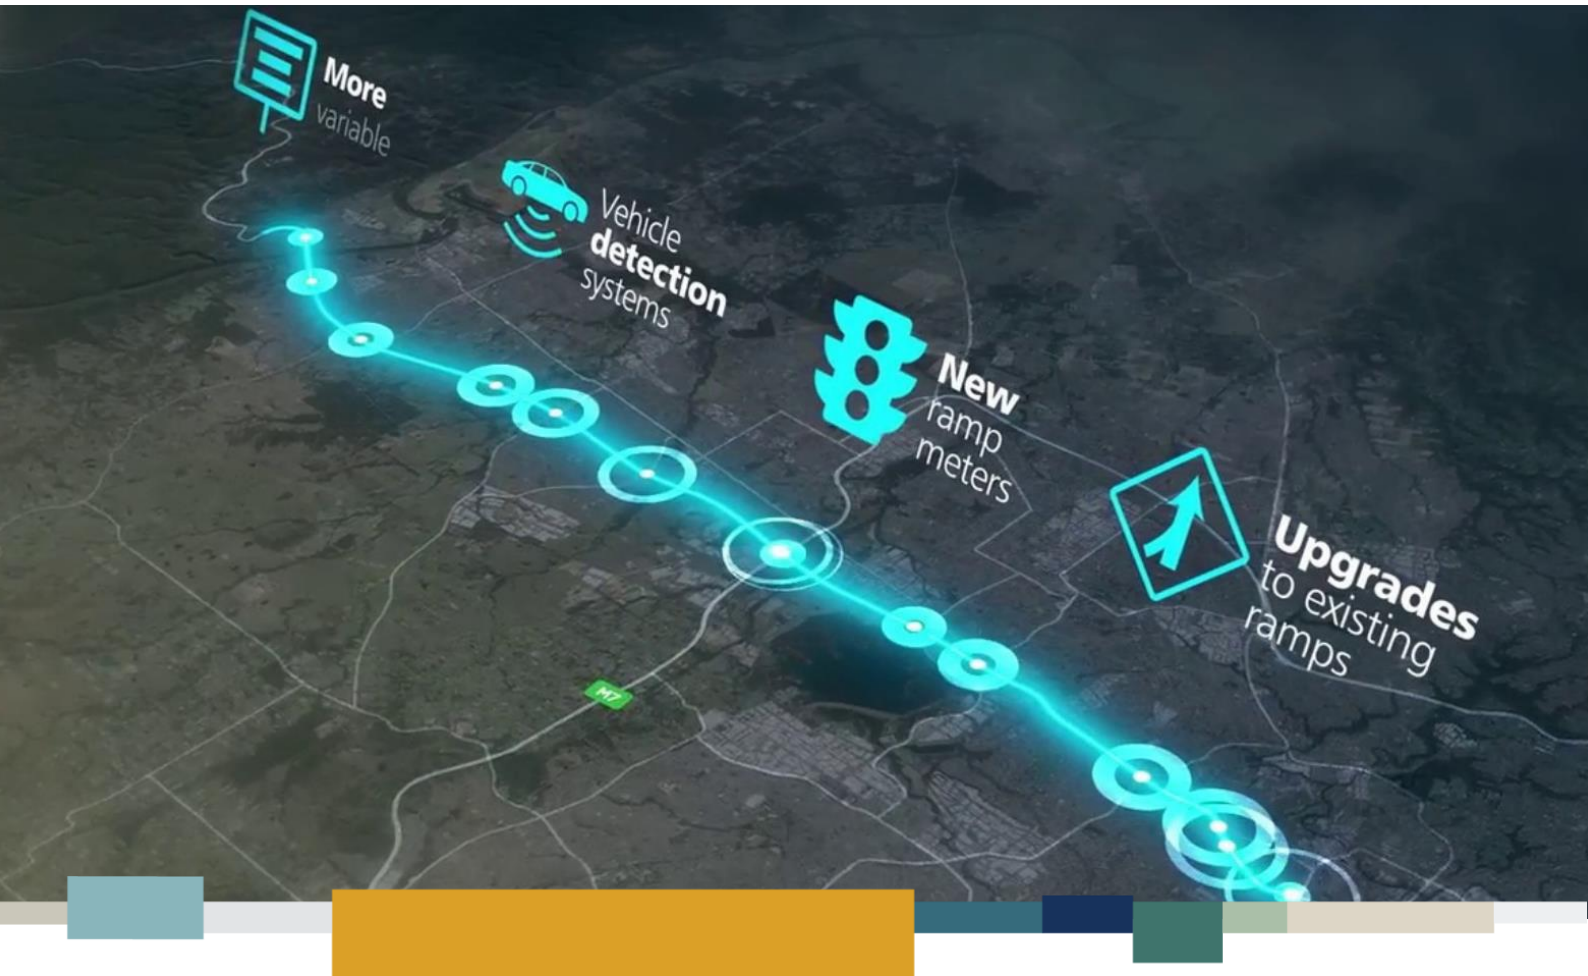 More
variable
Vehicle
detection
systems
New
ramp
meters
Upgrades
to existing
ramps
M7